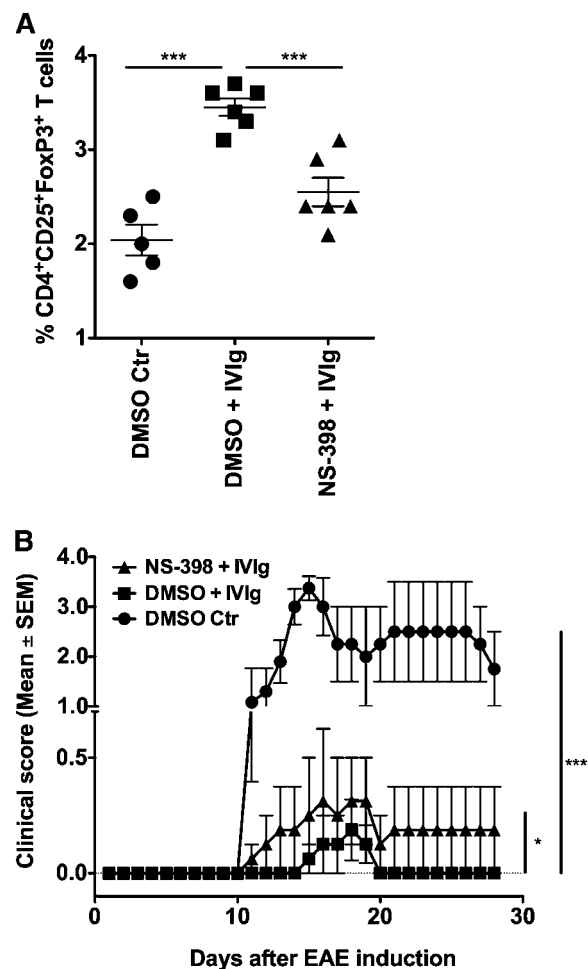 A
% CD4⁺CD25⁺FoxP3⁺ T cells
4
3
2
1
*** ***
DMSO Ctr
DMSO + IVIg
NS-398 + IVIg
B
Clinical score (Mean ± SEM)
4.0
3.0
2.0
1.0
0.5
0.0
NS-398 + IVIg
DMSO + IVIg
DMSO Ctr
***
*
0 10 20 30
Days after EAE induction